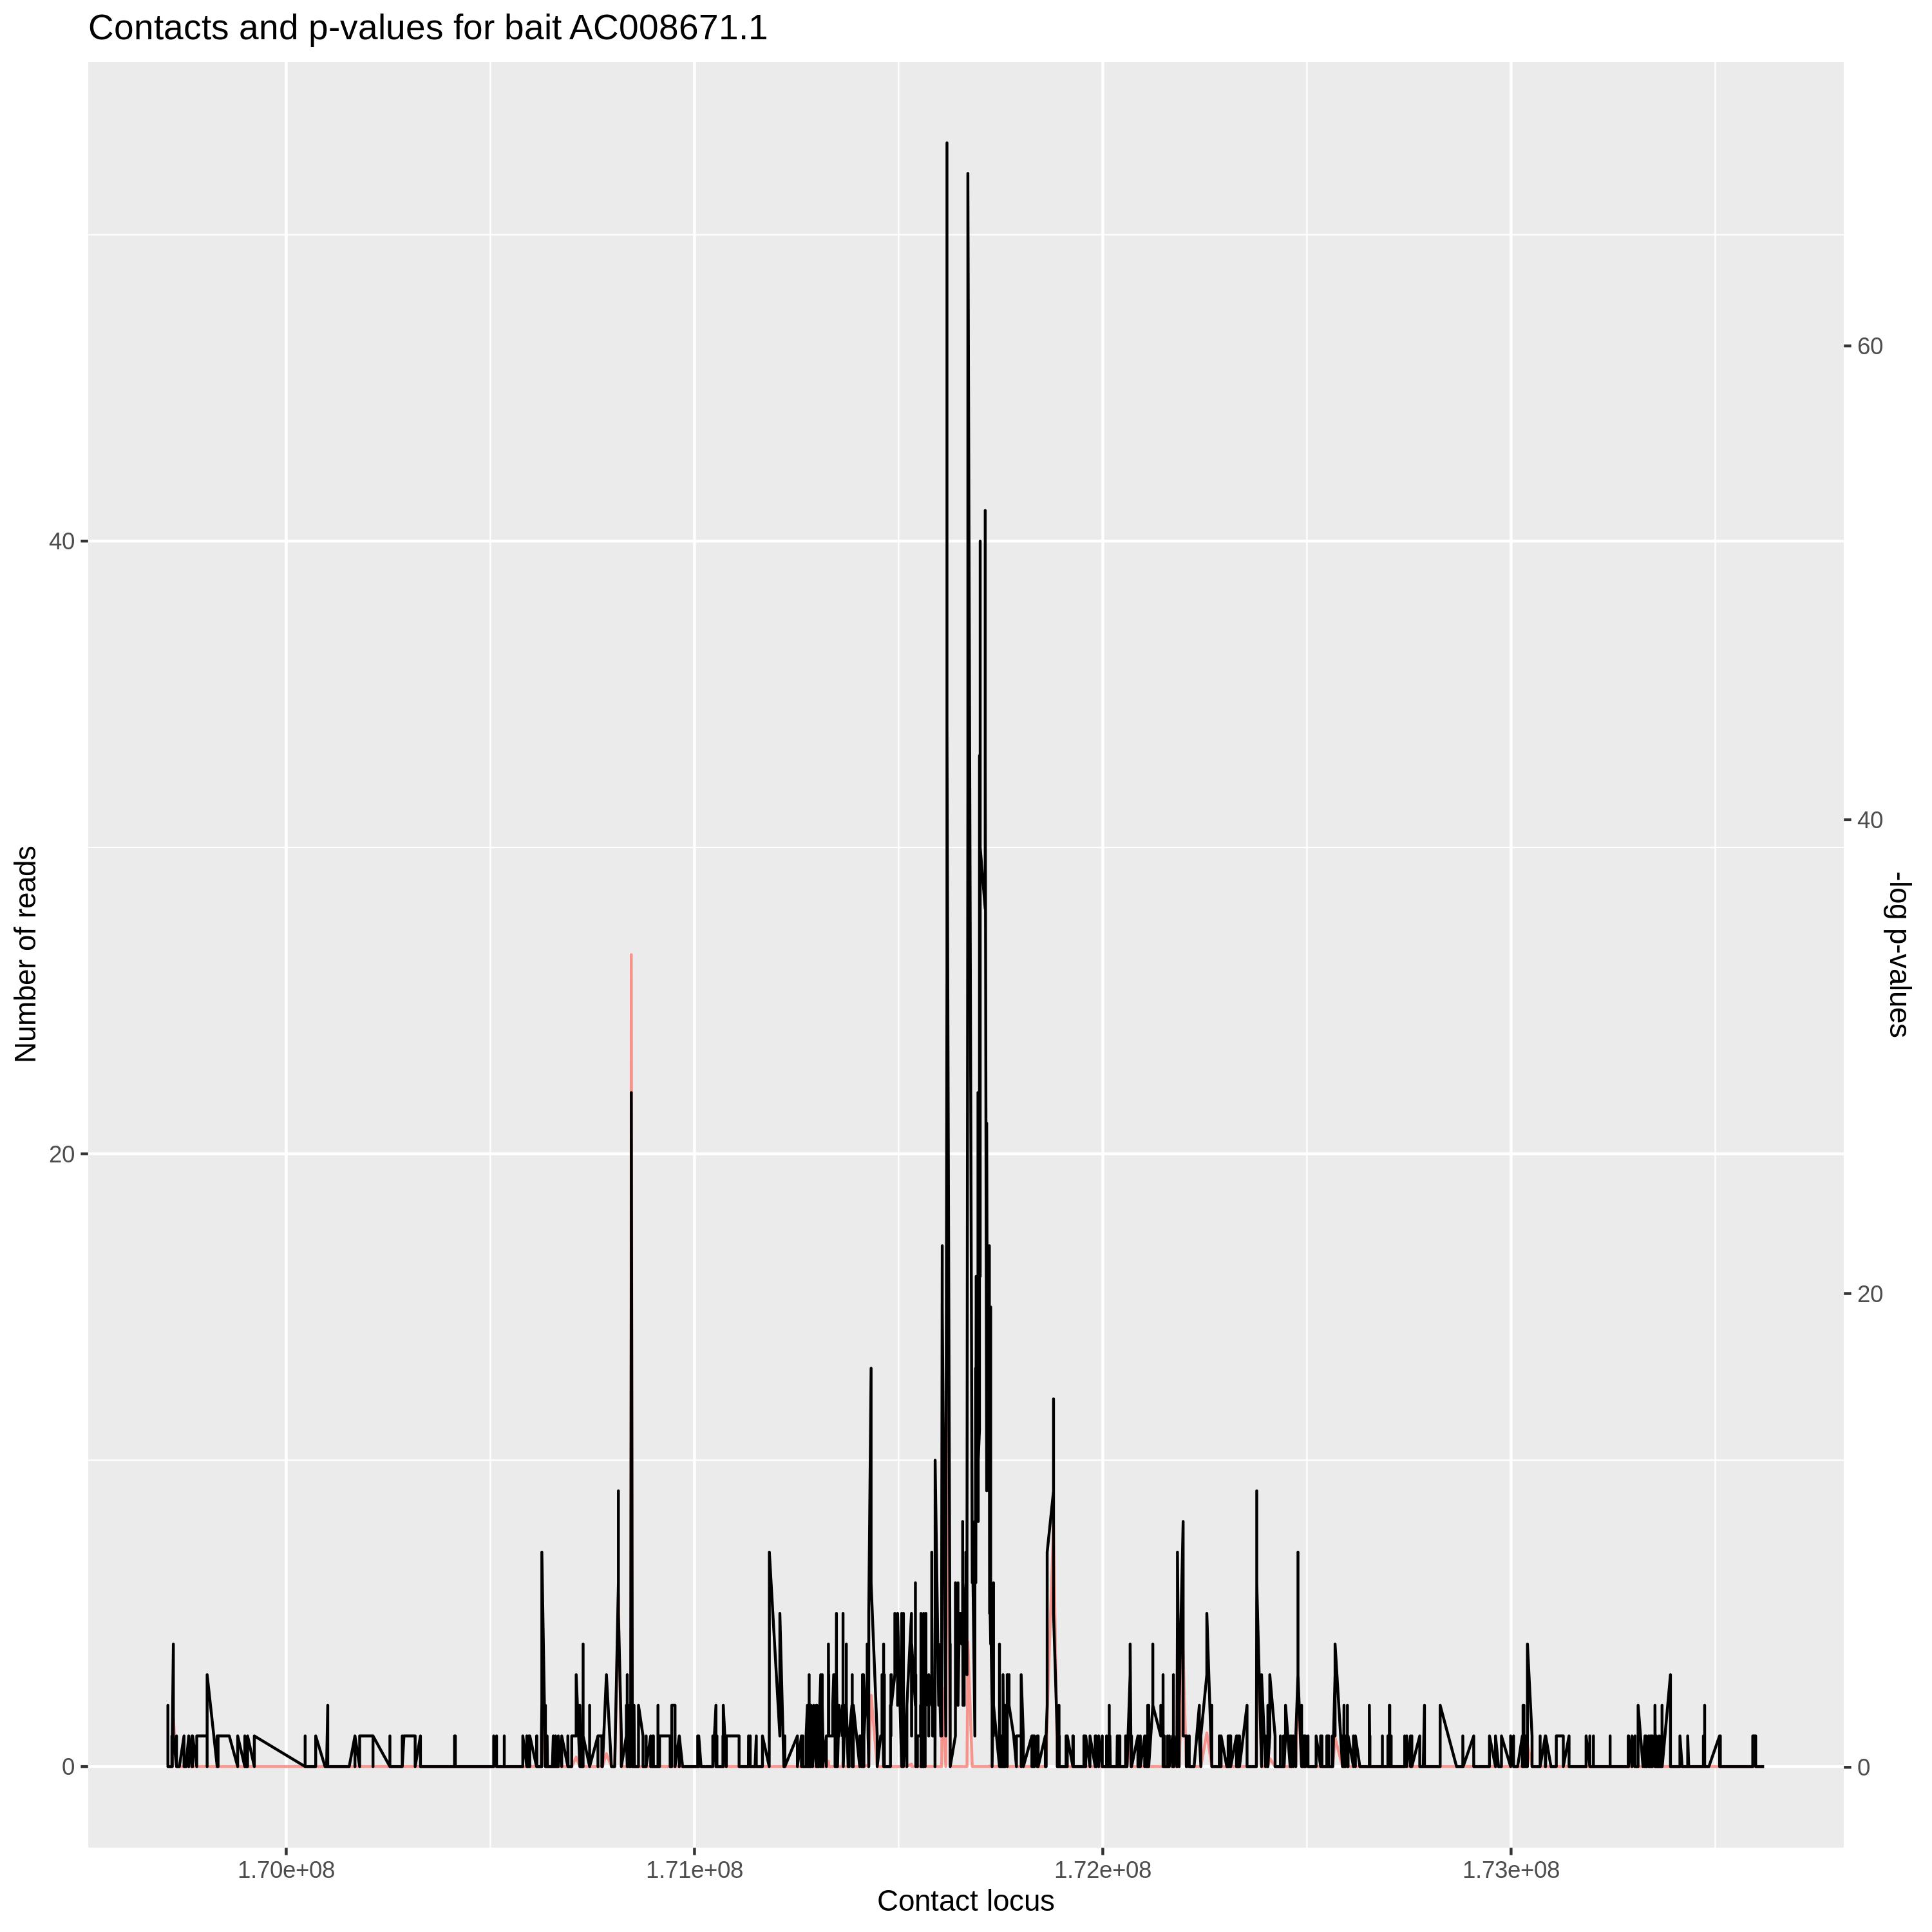 Contacts and p-values for bait AC008671.1
60
40
40
Number of reads
-log p-values
20
20
0
0
1.70e+08 1.71e+08 1.72e+08 1.73e+08
Contact locus